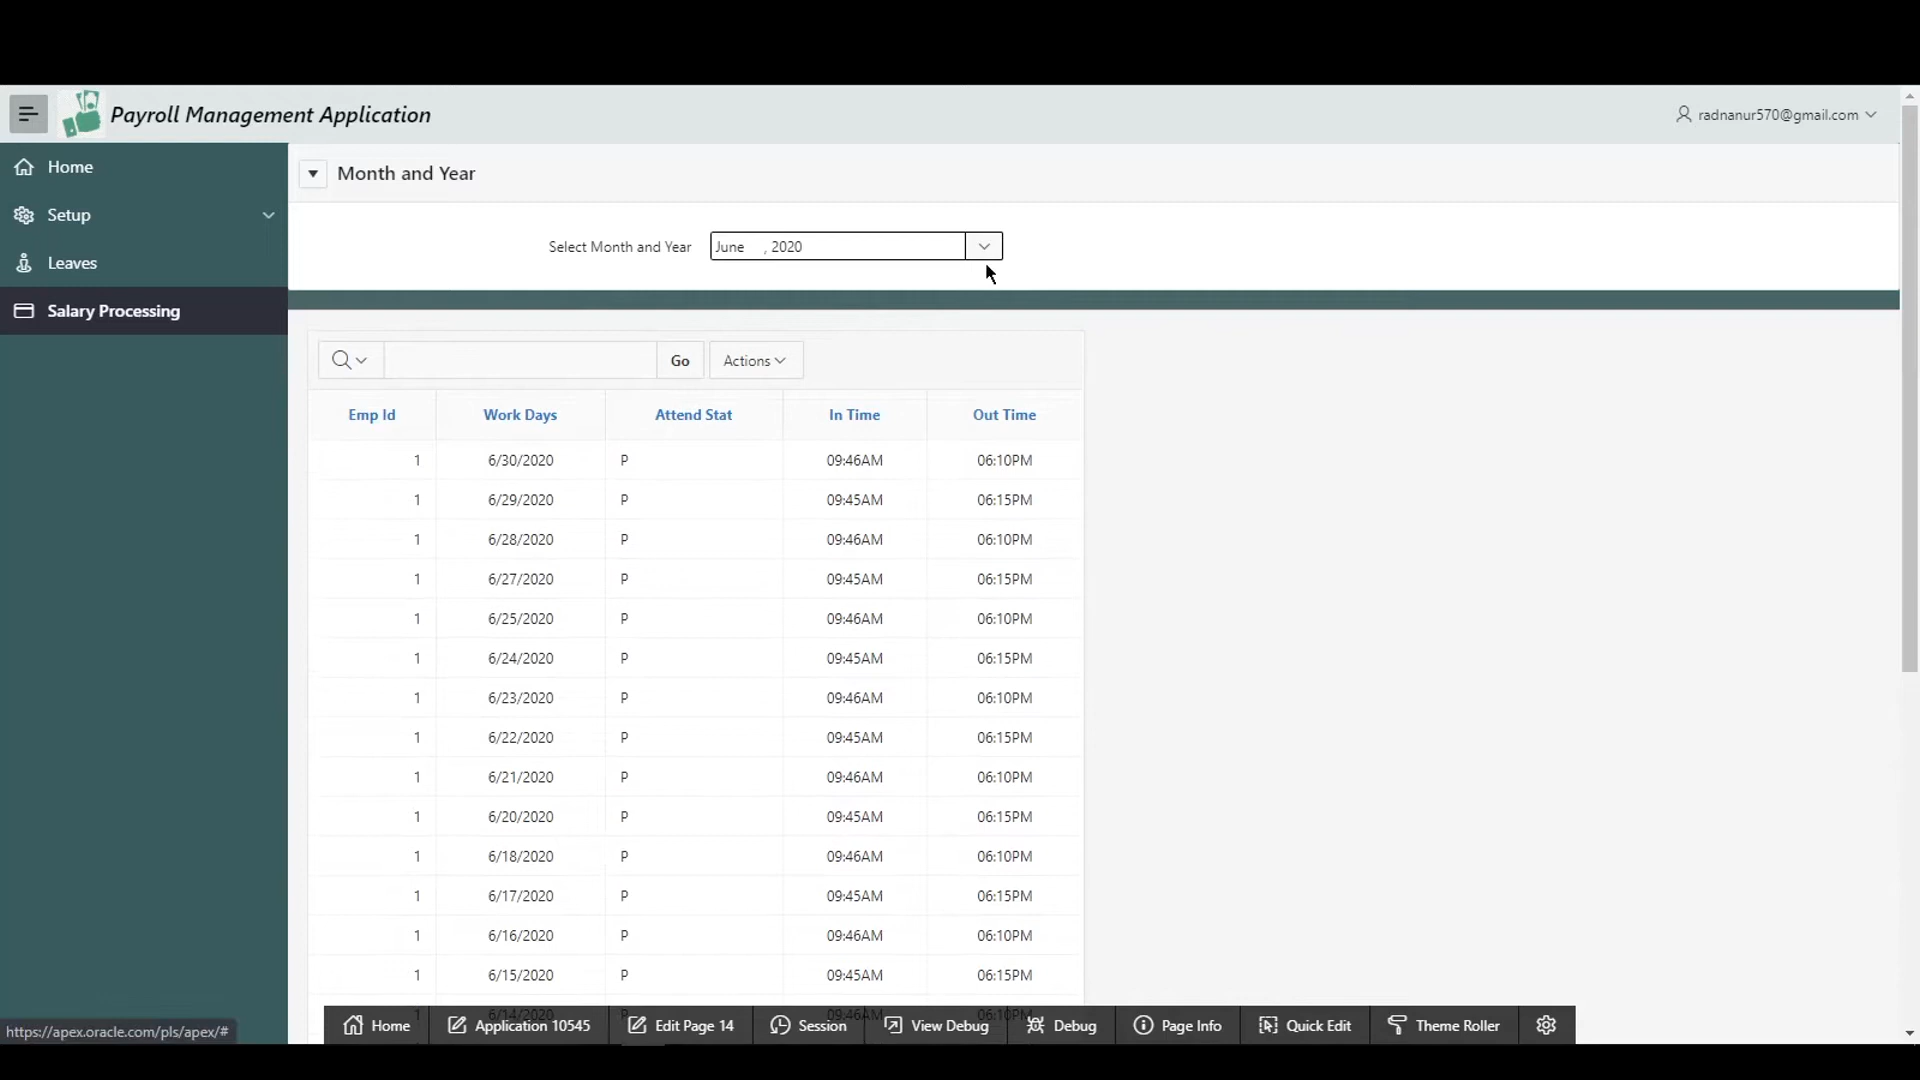 Payroll Management Application
radnanur570@gmail.com
Home
Setup
Leaves
Salary Processing
Month and Year
Select Month and Year June , 2020
Go Actions
Emp Id Work Days Attend Stat In Time Out Time
1 6/30/2020 P 09:46AM 06:10PM
1 6/29/2020 P 09:45AM 06:15PM
1 6/28/2020 P 09:46AM 06:10PM
1 6/27/2020 P 09:45AM 06:15PM
1 6/25/2020 P 09:46AM 06:10PM
1 6/24/2020 P 09:45AM 06:15PM
1 6/23/2020 P 09:46AM 06:10PM
1 6/22/2020 P 09:45AM 06:15PM
1 6/21/2020 P 09:46AM 06:10PM
1 6/20/2020 P 09:45AM 06:15PM
1 6/18/2020 P 09:46AM 06:10PM
1 6/17/2020 P 09:45AM 06:15PM
1 6/16/2020 P 09:46AM 06:10PM
1 6/15/2020 P 09:45AM 06:15PM
https://apex.oracle.com/pls/apex/#
Home Application 10545 Edit Page 14 Session View Debug Debug Page Info Quick Edit Theme Roller